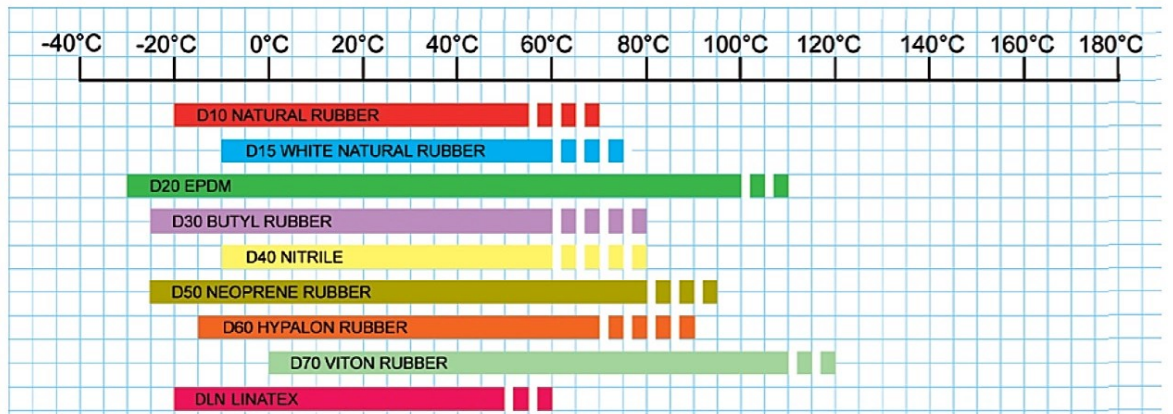 -40°C -20°C 0°C 20°C 40°C 60°C 80°C 100°C 120°C 140°C 160°C 180°C
D10 NATURAL RUBBER
D15 WHITE NATURAL RUBBER
D20 EPDM
D30 BUTYL RUBBER
D40 NITRILE
D50 NEOPRENE RUBBER
D60 HYPALON RUBBER
D70 VITON RUBBER
DLN LINATEX